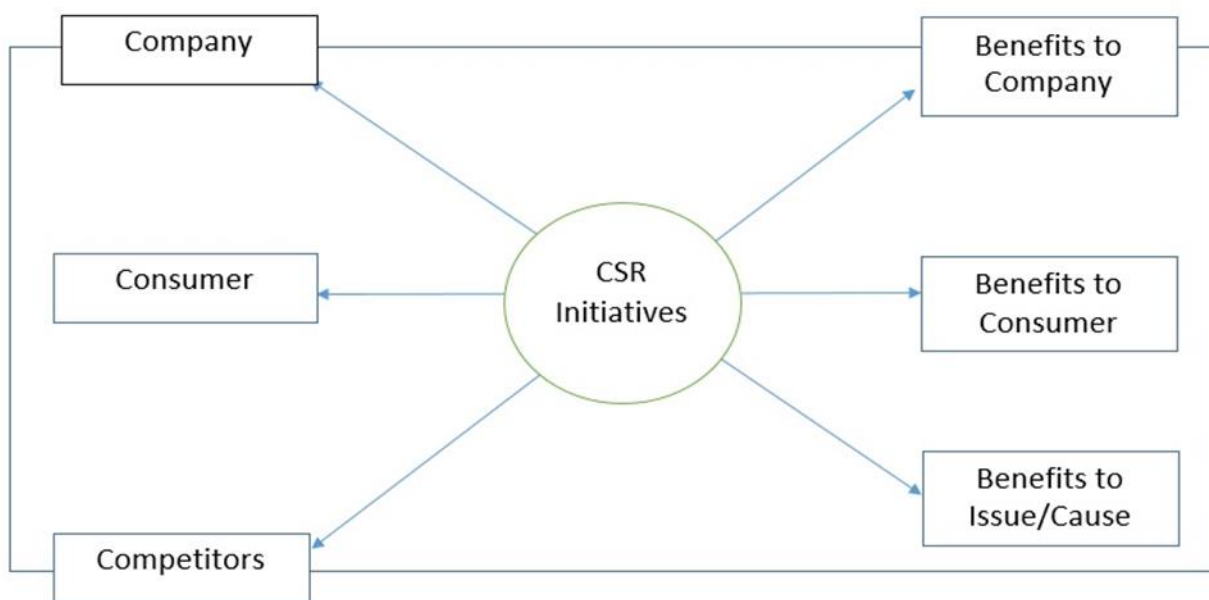 Company
Benefits to
Company
Consumer
CSR
Initiatives
Benefits to
Consumer
Benefits to
Issue/Cause
Competitors